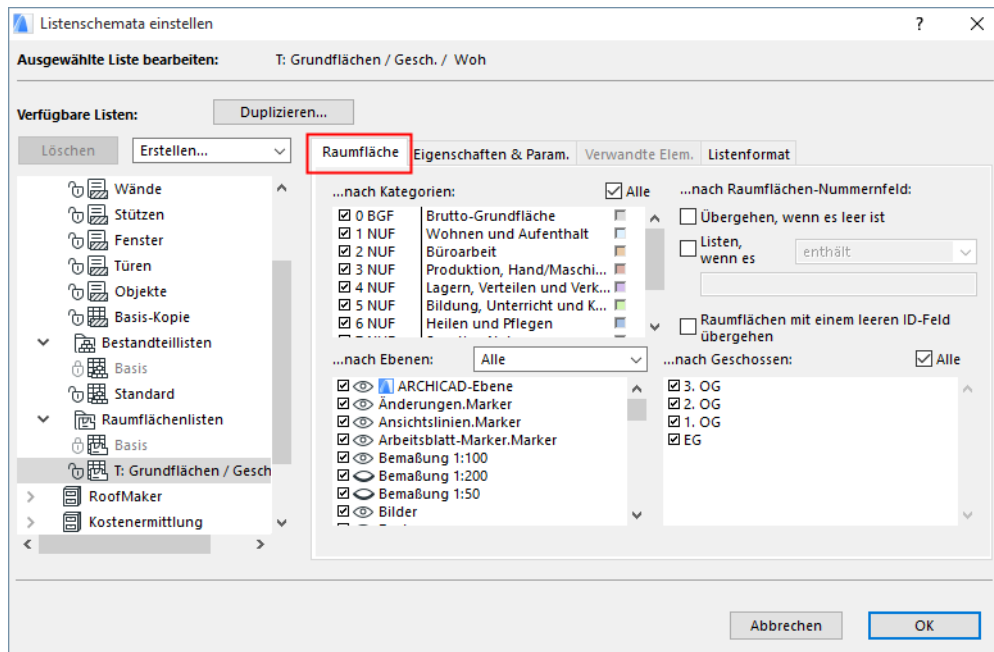 Listenschemata einstellen
?
Ausgewählte Liste bearbeiten: T: Grundflächen / Gesch. / Woh
Verfügbare Listen:
Duplizieren...
Löschen
Erstellen...
Wände
Stützen
Fenster
Türen
Objekte
Basis-Kopie
Bestandteillisten
Basis
Standard
Raumflächenlisten
Basis
T: Grundflächen / Gesch
RoofMaker
Kostenermittlung
Raumfläche
Eigenschaften & Param.
Verwandte Elem.
Listenformat
...nach Kategorien:
Alle
0 BGF Brutto-Grundfläche
1 NUF Wohnen und Aufenthalt
2 NUF Büroarbeit
3 NUF Produktion, Hand/Maschi...
4 NUF Lagern, Verteilen und Verk...
5 NUF Bildung, Unterricht und K...
6 NUF Heilen und Pflegen
...nach Raumflächen-Nummernfeld:
Übergehen, wenn es leer ist
Listen,
wenn es
enthält
Raumflächen mit einem leeren ID-Feld
übergehen
...nach Ebenen:
Alle
ARCHICAD-Ebene
Änderungen.Marker
Ansichtslinien.Marker
Arbeitsblatt-Marker.Marker
Bemaßung 1:100
Bemaßung 1:200
Bemaßung 1:50
Bilder
...nach Geschossen:
Alle
3. OG
2. OG
1. OG
EG
Abbrechen
OK